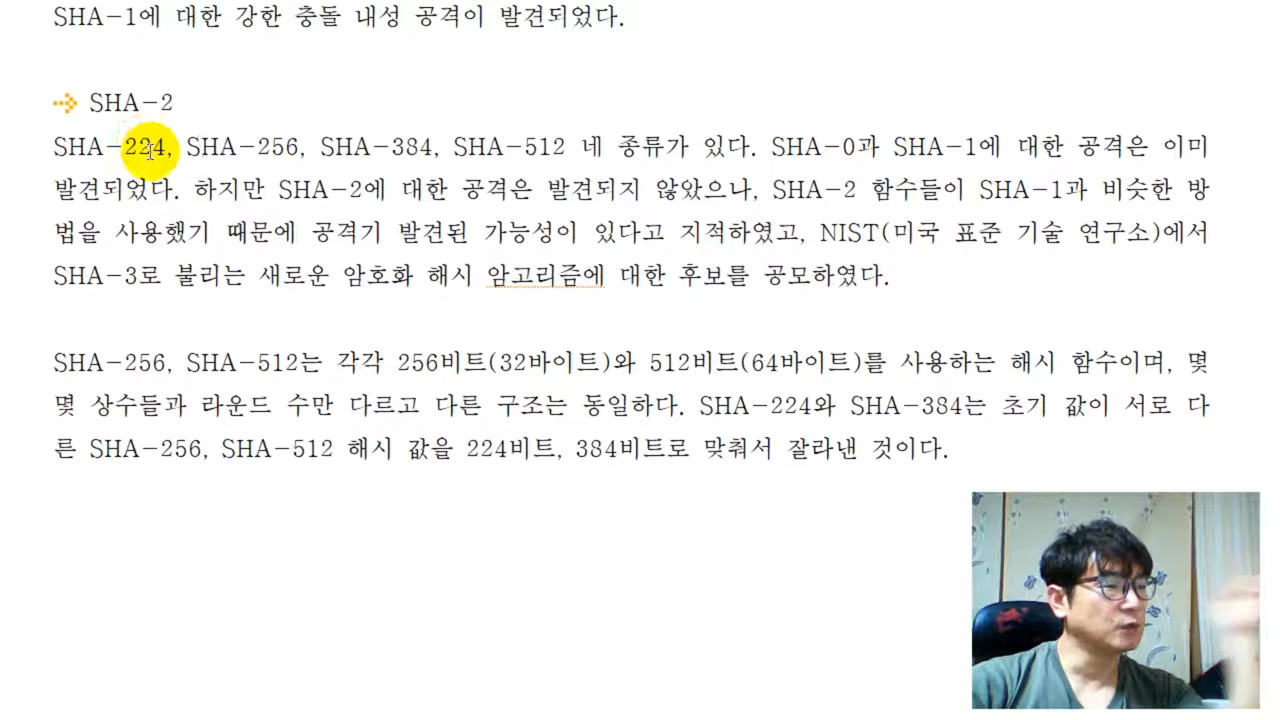 SHA-1에 대한 강한 충돌 내성 공격이 발견되었다.
SHA-2
SHA-224, SHA-256, SHA-384, SHA-512 네 종류가 있다. SHA-0과 SHA-1에 대한 공격은 이미
발견되었다. 하지만 SHA-2에 대한 공격은 발견되지 않았으나, SHA-2 함수들이 SHA-1과 비슷한 방
법을 사용했기 때문에 공격기 발견된 가능성이 있다고 지적하였고, NIST(미국 표준 기술 연구소)에서
SHA-3로 불리는 새로운 암호화 해시 암고리즘에 대한 후보를 공모하였다.
SHA-256, SHA-512는 각각 256비트(32바이트)와 512비트(64바이트)를 사용하는 해시 함수이며, 몇
몇 상수들과 라운드 수만 다르고 다른 구조는 동일하다. SHA-224와 SHA-384는 초기 값이 서로 다
른 SHA-256, SHA-512 해시 값을 224비트, 384비트로 맞춰서 잘라낸 것이다.